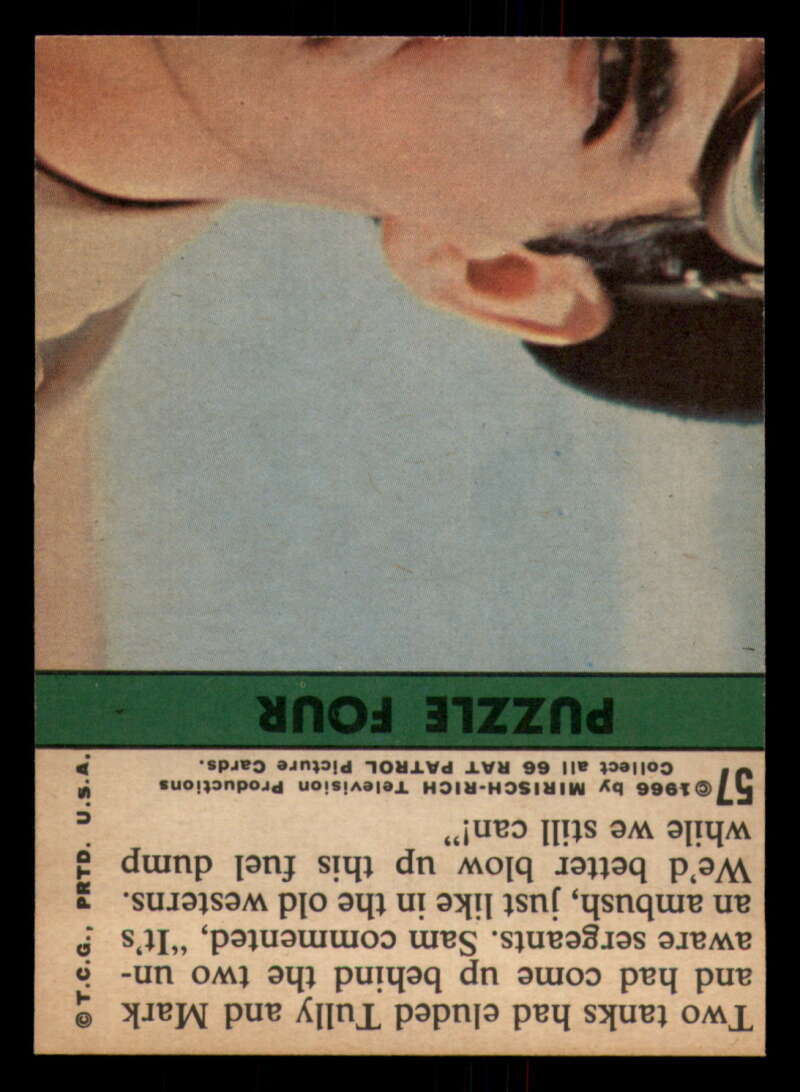 Two tanks had eluded Tully and Mark
and had come up behind the two un-
aware sergeants. Sam commented, "It's
an ambush, just like in the old westerns.
We'd better blow up this fuel dump
while we still can!"
57 © 1966 by MIRISCH-RICH Television Productions
Collect all 66 RAT PATROL Picture Cards.
PUZZLE FOUR
© T.C.G., PRTD. U.S.A.